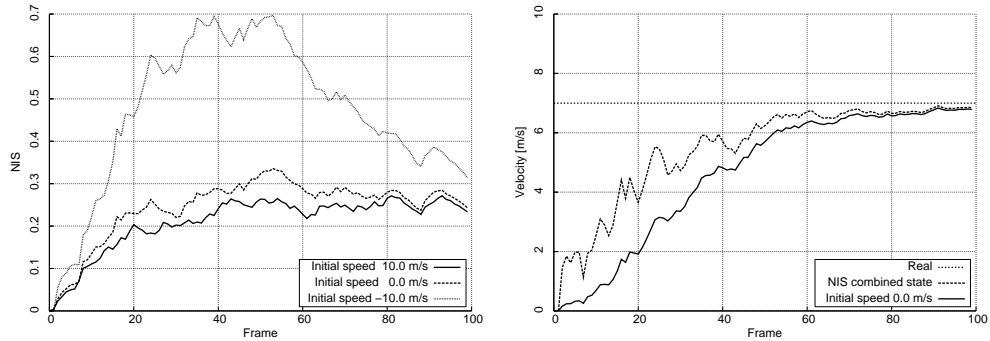 NIS
0.7
0.6
0.5
0.4
0.3
0.2
0.1
0
0 20 40 60 80 100
Frame
Initial speed 10.0 m/s
Initial speed 0.0 m/s
Initial speed −10.0 m/s
Velocity [m/s]
10
8
6
4
2
0
0 20 40 60 80 100
Frame
Real
NIS combined state
Initial speed 0.0 m/s